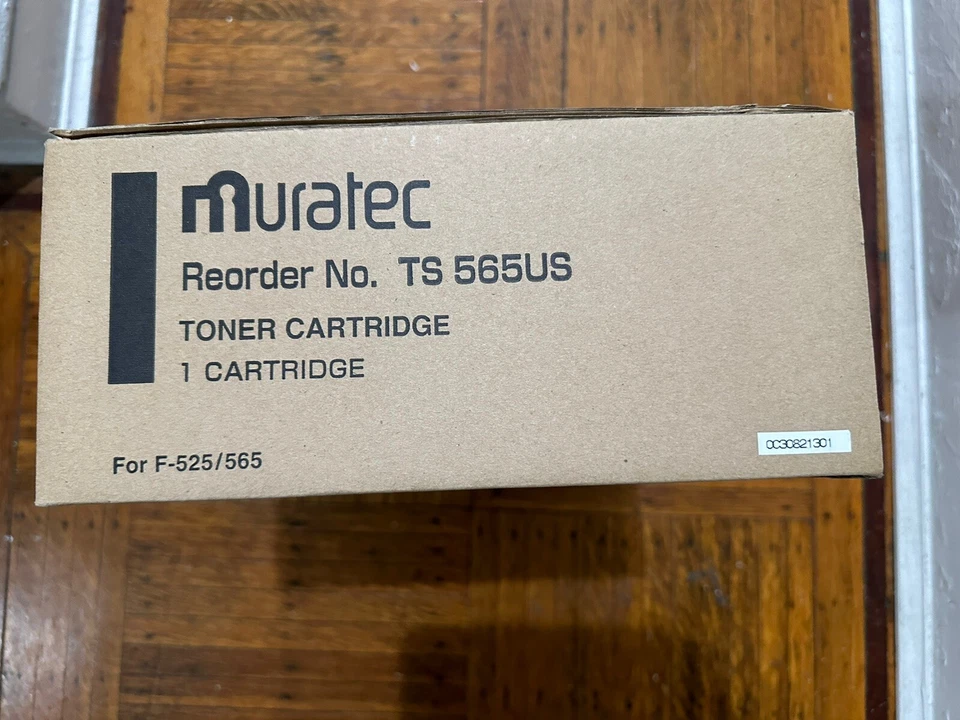 muratec
Reorder No. TS 565US
TONER CARTRIDGE
1 CARTRIDGE
For F-525/565
0C30821301